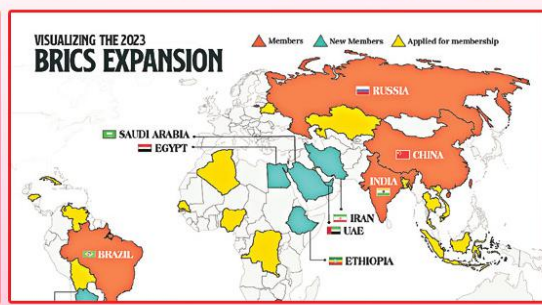 VISUALIZING THE 2023
BRICS EXPANSION
Members
New Members
Applied for membership
RUSSIA
SAUDI ARABIA
EGYPT
CHINA
INDIA
IRAN
UAE
BRAZIL
ETHIOPIA